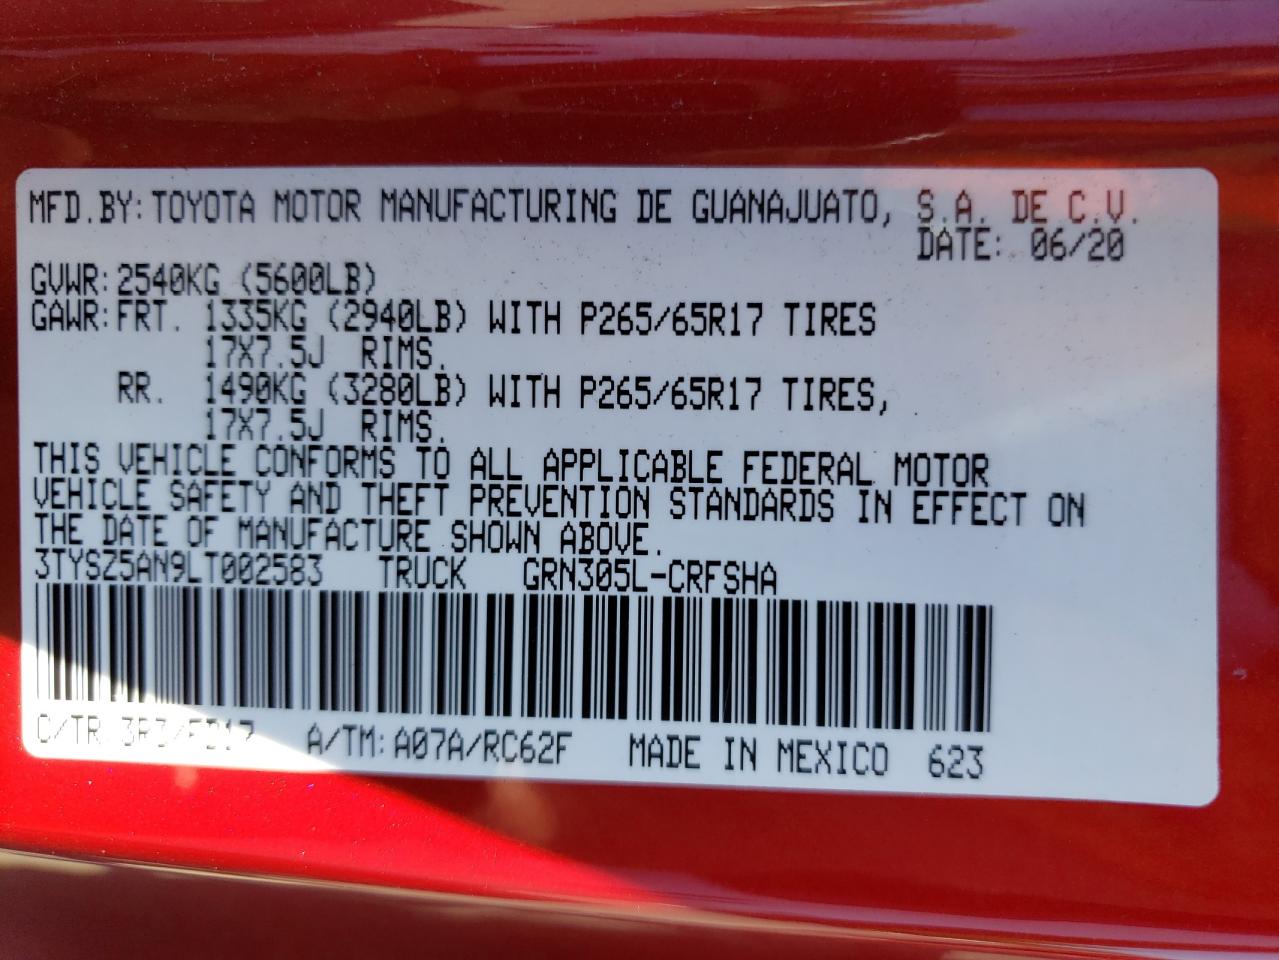 MFD.BY:TOYOTA MOTOR MANUFACTURING DE GUANAJUATO, S.A. DE C.V.
DATE: 06/20
GVWR:2540KG (5600LB)
GAWR:FRT. 1335KG (2940LB) WITH P265/65R17 TIRES
17X7.5J RIMS.
RR. 1490KG (3280LB) WITH P265/65R17 TIRES,
17X7.5J RIMS.
THIS VEHICLE CONFORMS TO ALL APPLICABLE FEDERAL MOTOR
VEHICLE SAFETY AND THEFT PREVENTION STANDARDS IN EFFECT ON
THE DATE OF MANUFACTURE SHOWN ABOVE.
3TYSZ5AN9LT002583 TRUCK GRN305L-CRFSHA
C/TR: A/TM:A07A/RC62F MADE IN MEXICO 623